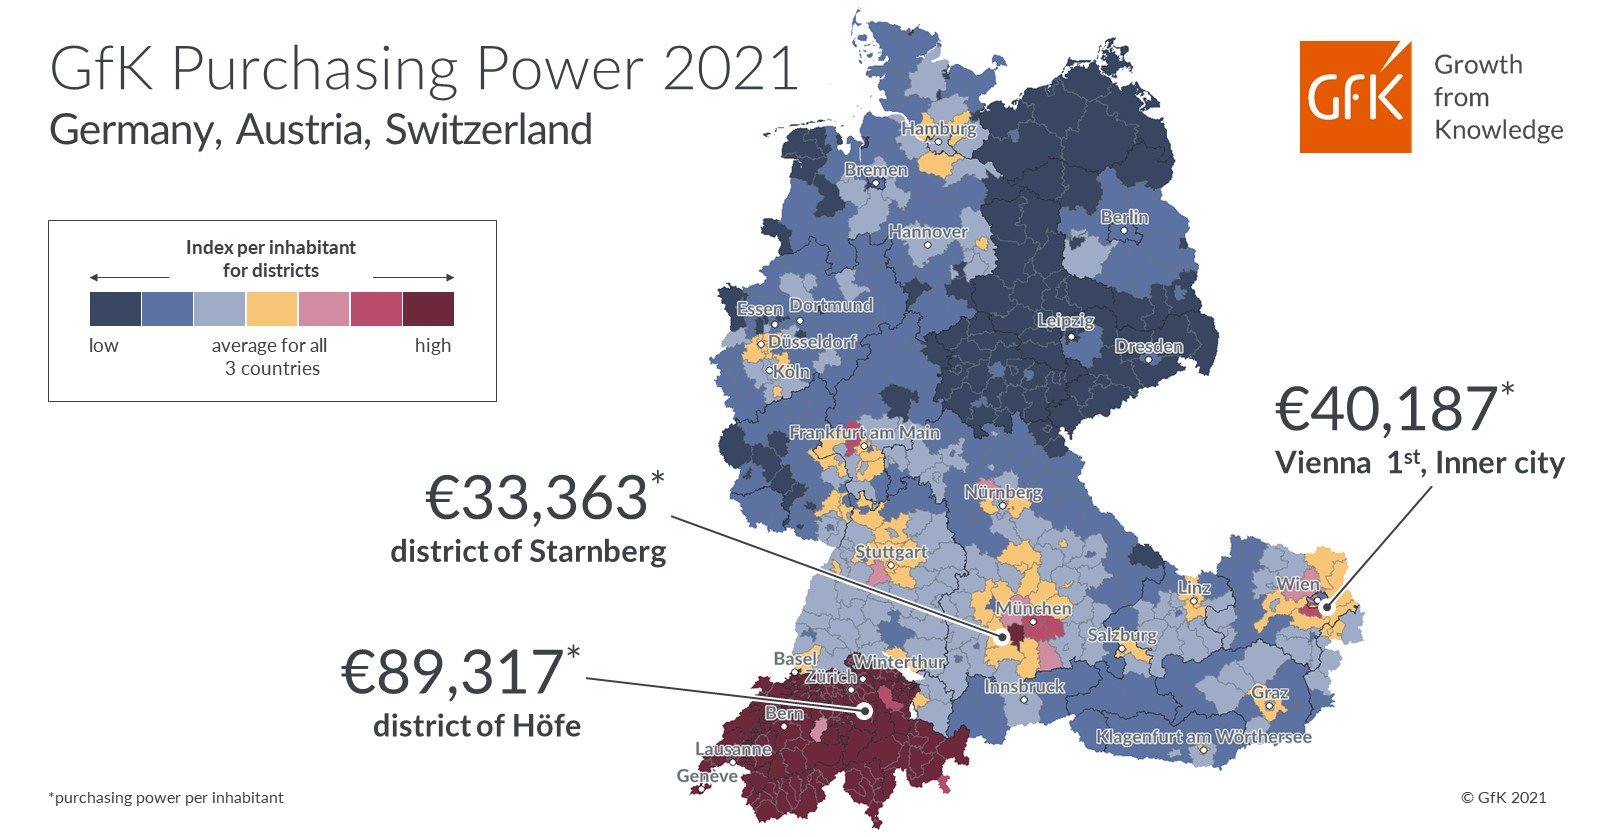 GfK Purchasing Power 2021
Germany, Austria, Switzerland
GfK
Growth
from
Knowledge
Index per inhabitant
for districts
low
average for all
3 countries
high
Hamburg
Bremen
Berlin
Hannover
Essen
Dortmund
Düsseldorf
Köln
Leipzig
Dresden
Frankfurt am Main
€40,187*
Vienna 1st, Inner city
€33,363*
district of Starnberg
Nürnberg
Stuttgart
Linz
Wien
München
Salzburg
€89,317*
district of Höfe
Basel
Winterthur
Zürich
Innsbruck
Graz
Bern
Klagenfurt am Wörthersee
Lausanne
Genève
*purchasing power per inhabitant
© GfK 2021